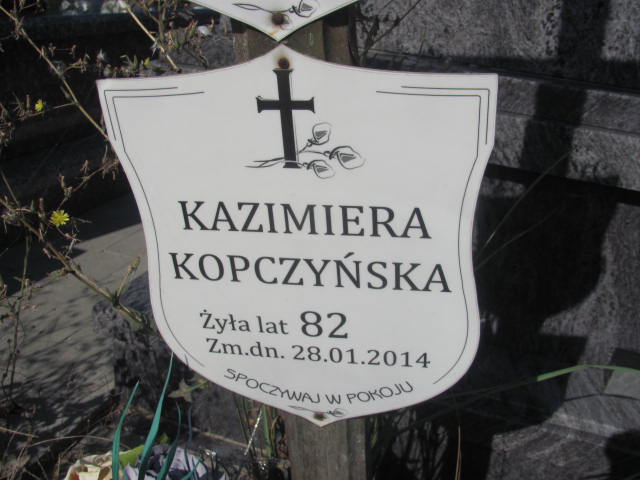 KAZIMIERA
KOPCZYŃSKA
Żyła lat 82
Zm.dn. 28.01.2014
SPOCZYWAJ W POKOJU